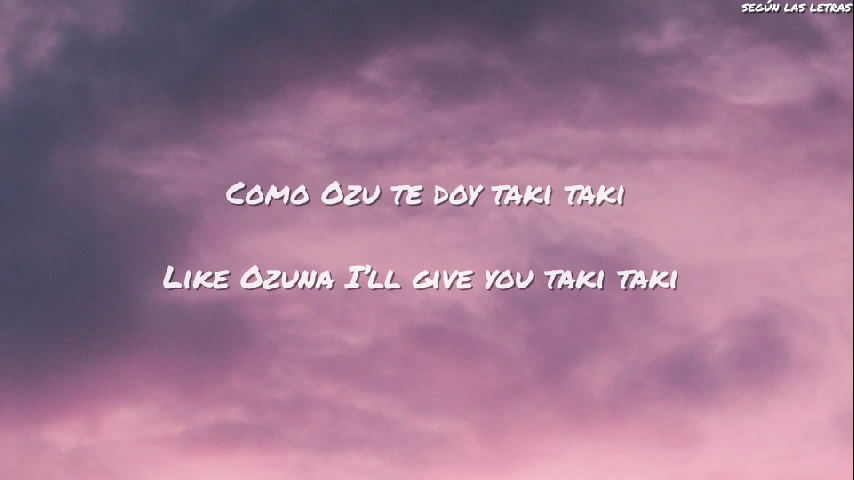 SEGÚN LAS LETRAS
COMO OZU TE DOY TAKI TAKI
LIKE OZUNA I'LL GIVE YOU TAKI TAKI